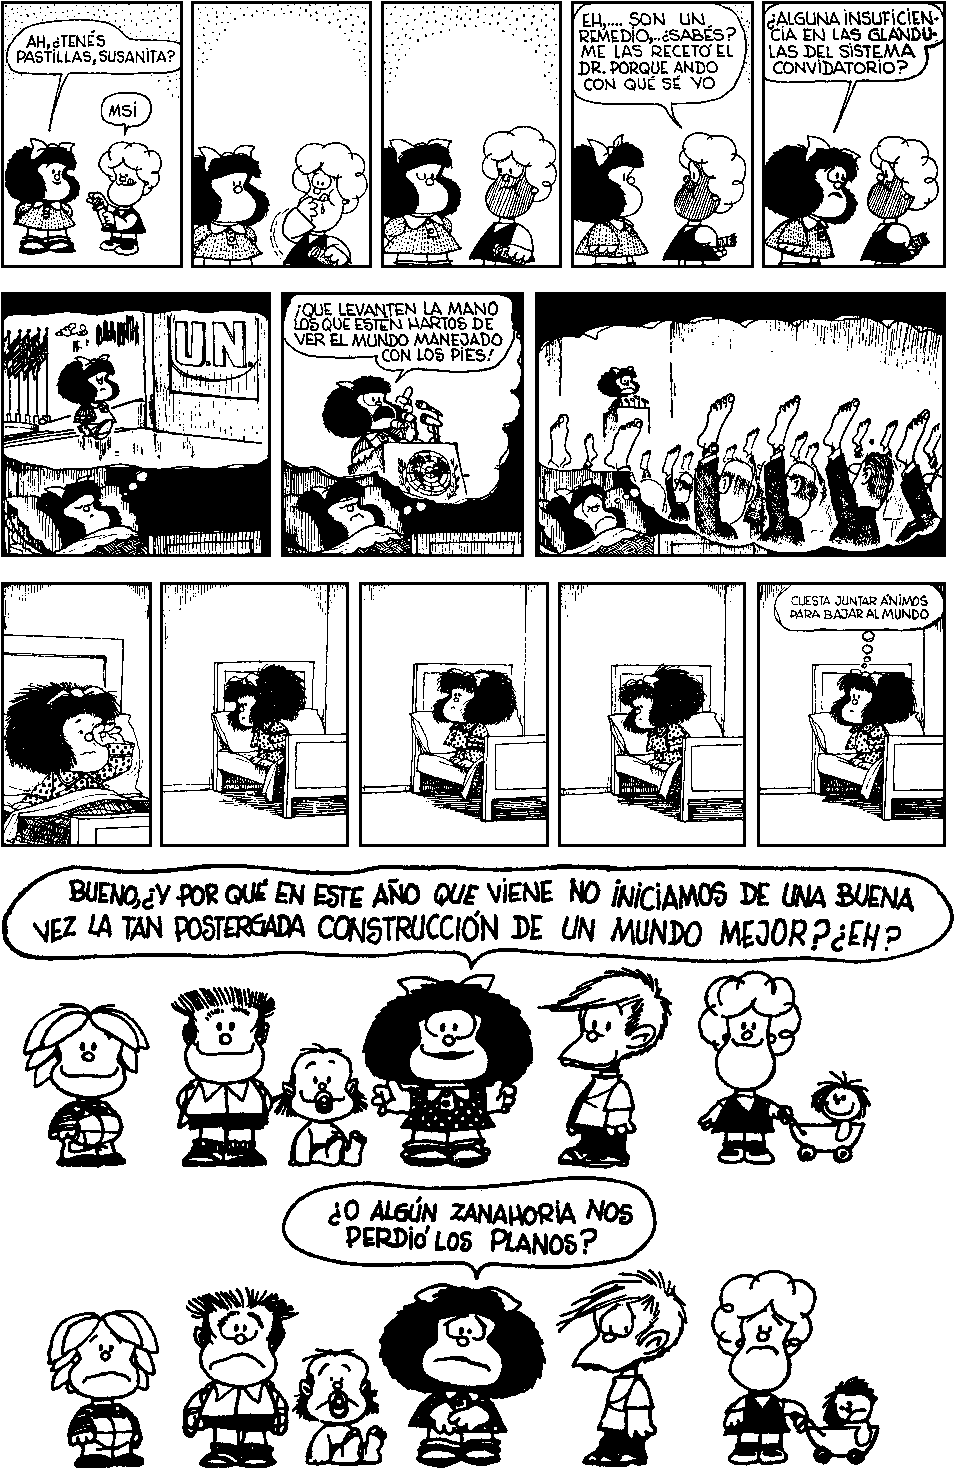 AH, ¿TENÉS
PASTILLAS, SUSANITA?
MSÍ
EH,.... SON UN
REMEDIO,..¿SABÉS?
ME LAS RECETÓ EL
DR. PORQUE ANDO
CON QUÉ SÉ YO
¿ALGUNA INSUFICIEN-
CIA EN LAS GLÁNDU-
LAS DEL SISTEMA
CONVIDATORIO?
U.N.
¡QUE LEVANTEN LA MANO
LOS QUE ESTÉN HARTOS DE
VER EL MUNDO MANEJADO
CON LOS PIES!
CUESTA JUNTAR ÁNIMOS
PARA BAJAR AL MUNDO
BUENO,¿Y POR QUÉ EN ESTE AÑO QUE VIENE NO INICIAMOS DE UNA BUENA
VEZ LA TAN POSTERGADA CONSTRUCCIÓN DE UN MUNDO MEJOR? ¿EH?
¿O ALGÚN ZANAHORIA NOS
PERDIÓ LOS PLANOS?